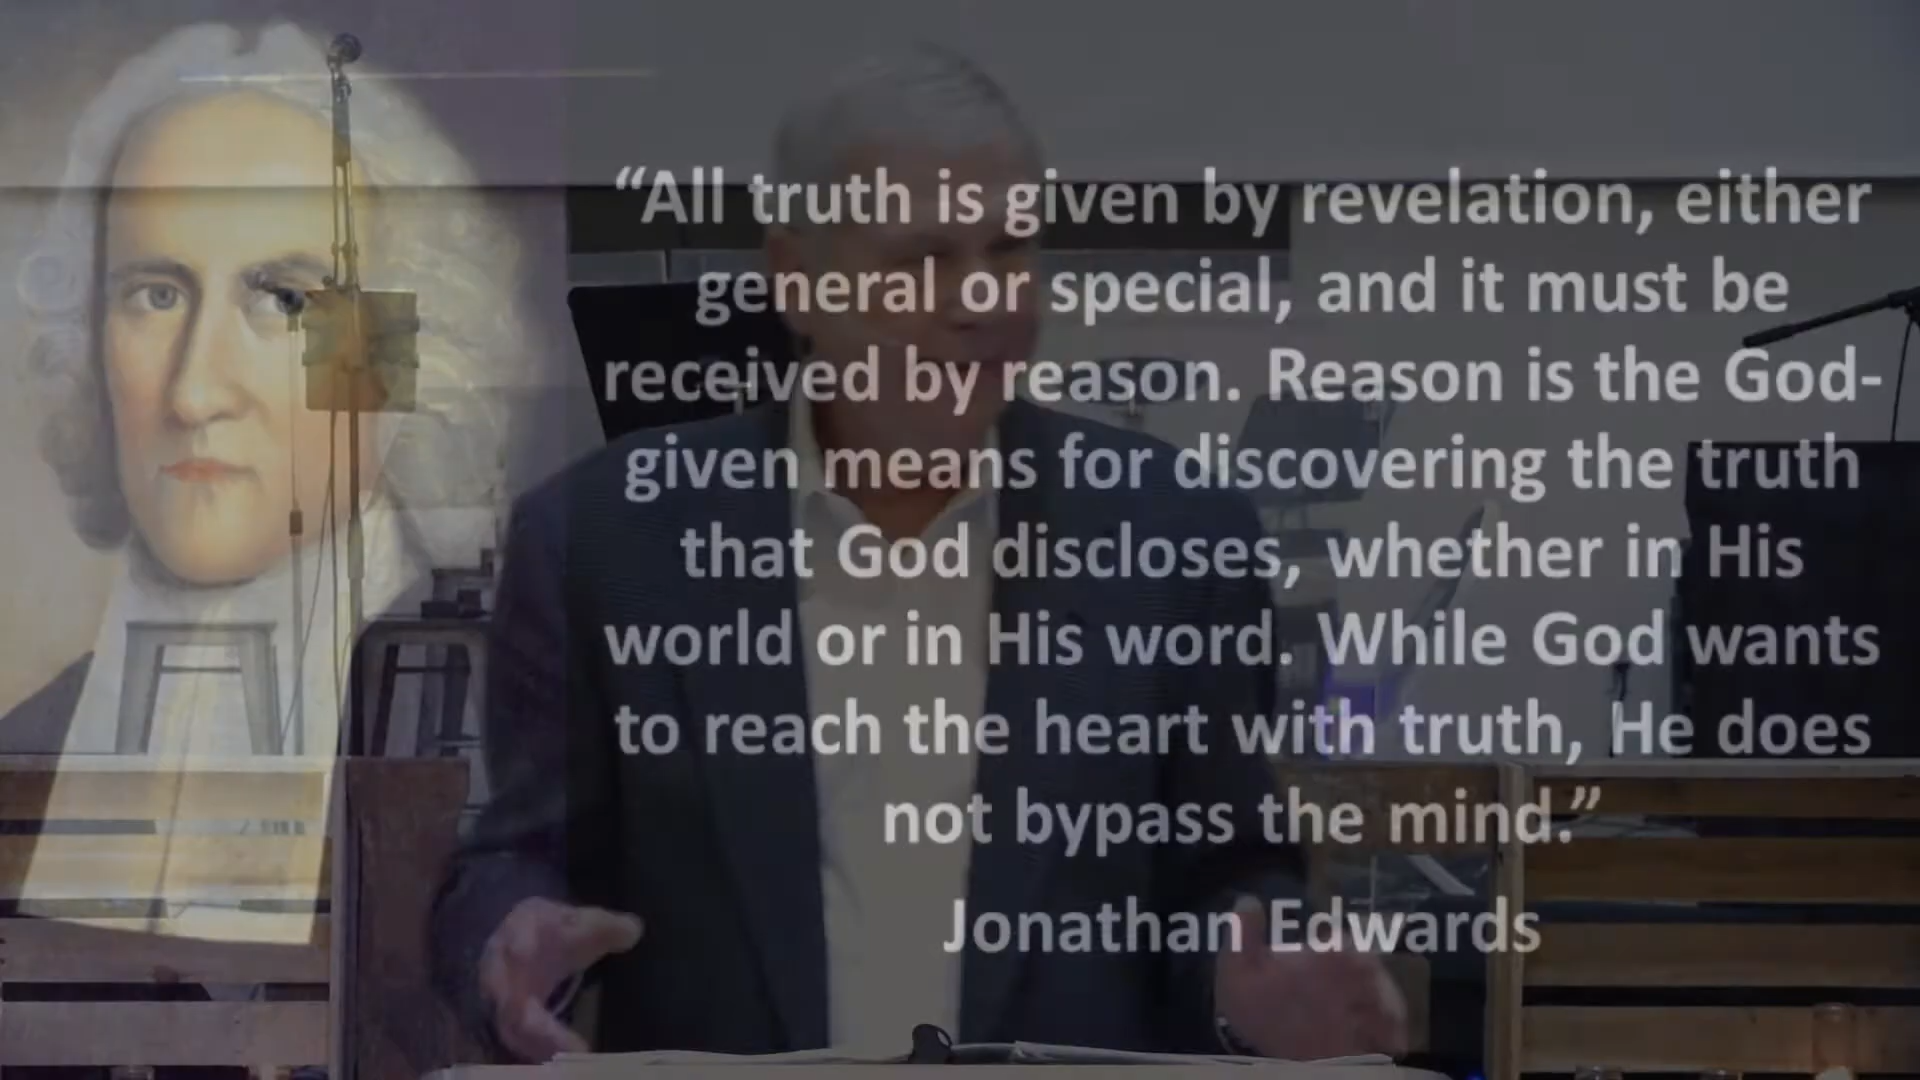 “All truth is given by revelation, either
general or special, and it must be
received by reason. Reason is the God-
given means for discovering the truth
that God discloses, whether in His
world or in His word. While God wants
to reach the heart with truth, He does
not bypass the mind.”
Jonathan Edwards